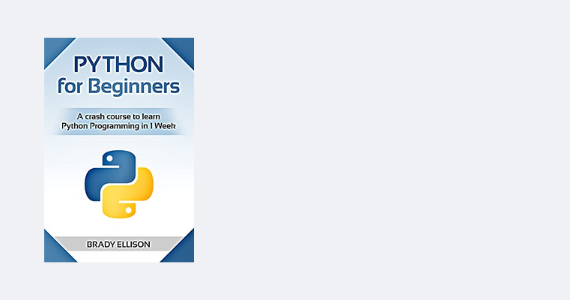 PYTHON
for Beginners
A crash course to learn
Python Programming in 1 Week
BRADY ELLISON